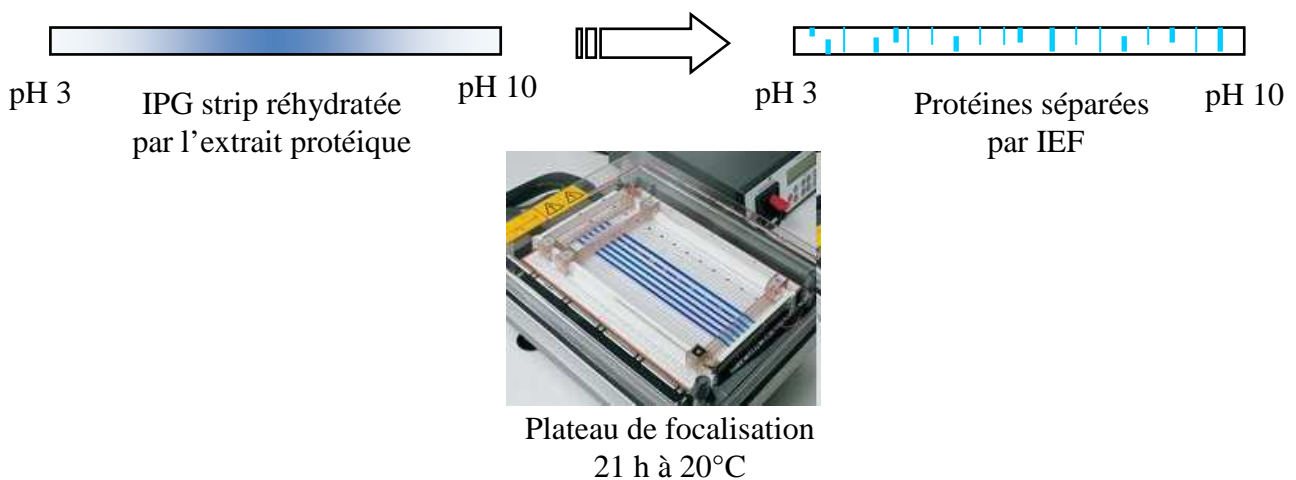 pH 3
IPG strip réhydratée
par l'extrait protéique
pH 10
pH 3
Protéines séparées
par IEF
pH 10
Plateau de focalisation
21 h à 20°C